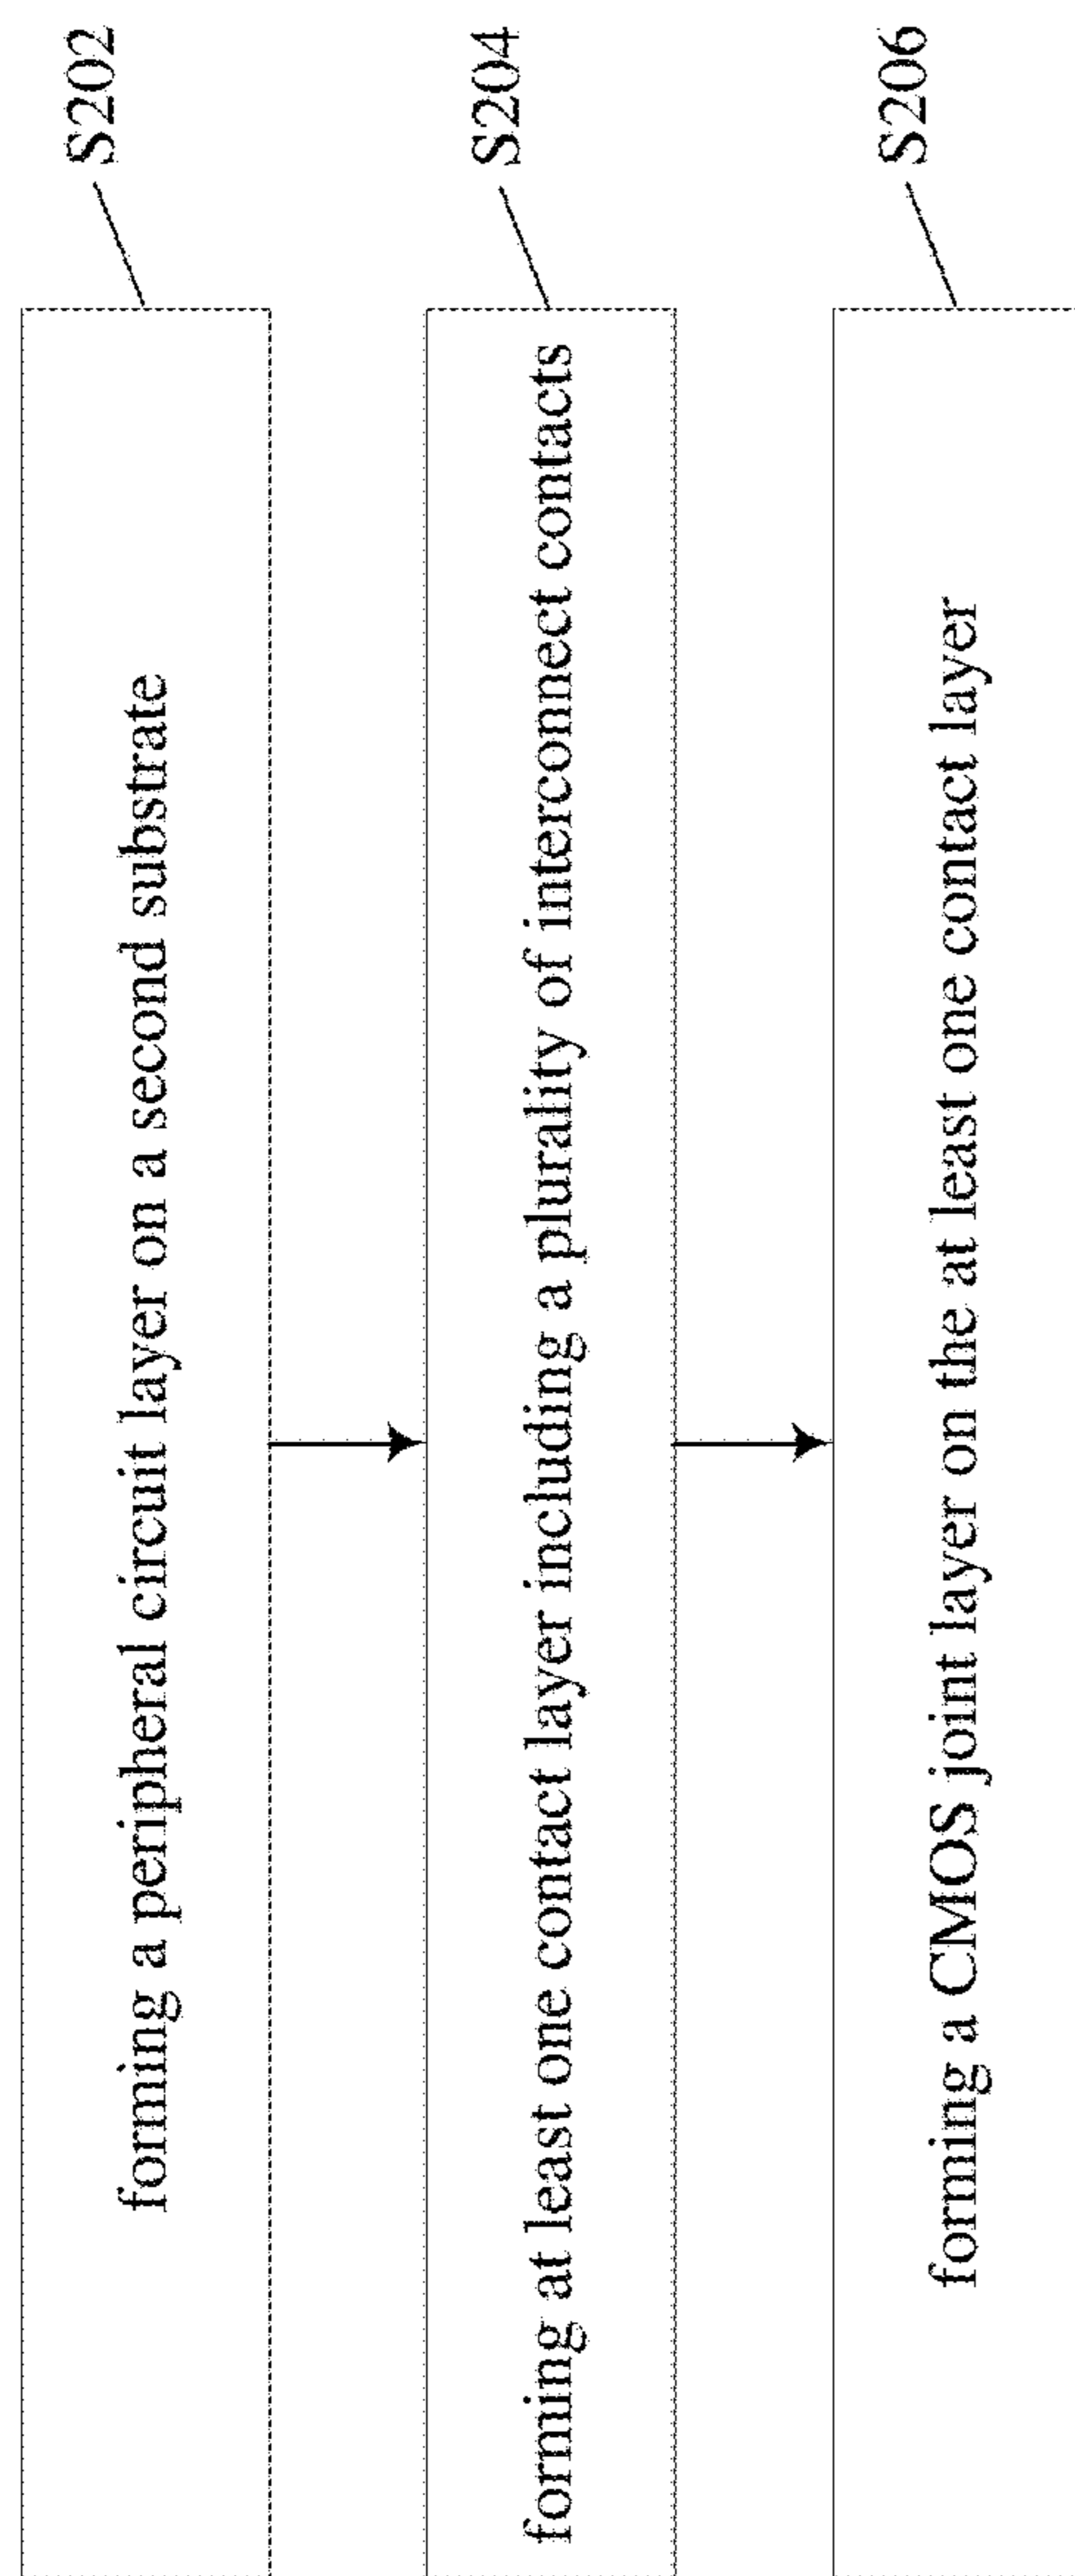 S202
forming a peripheral circuit layer on a second substrate
S204
forming at least one contact layer including a plurality of interconnect contacts
S206
forming a CMOS joint layer on the at least one contact layer